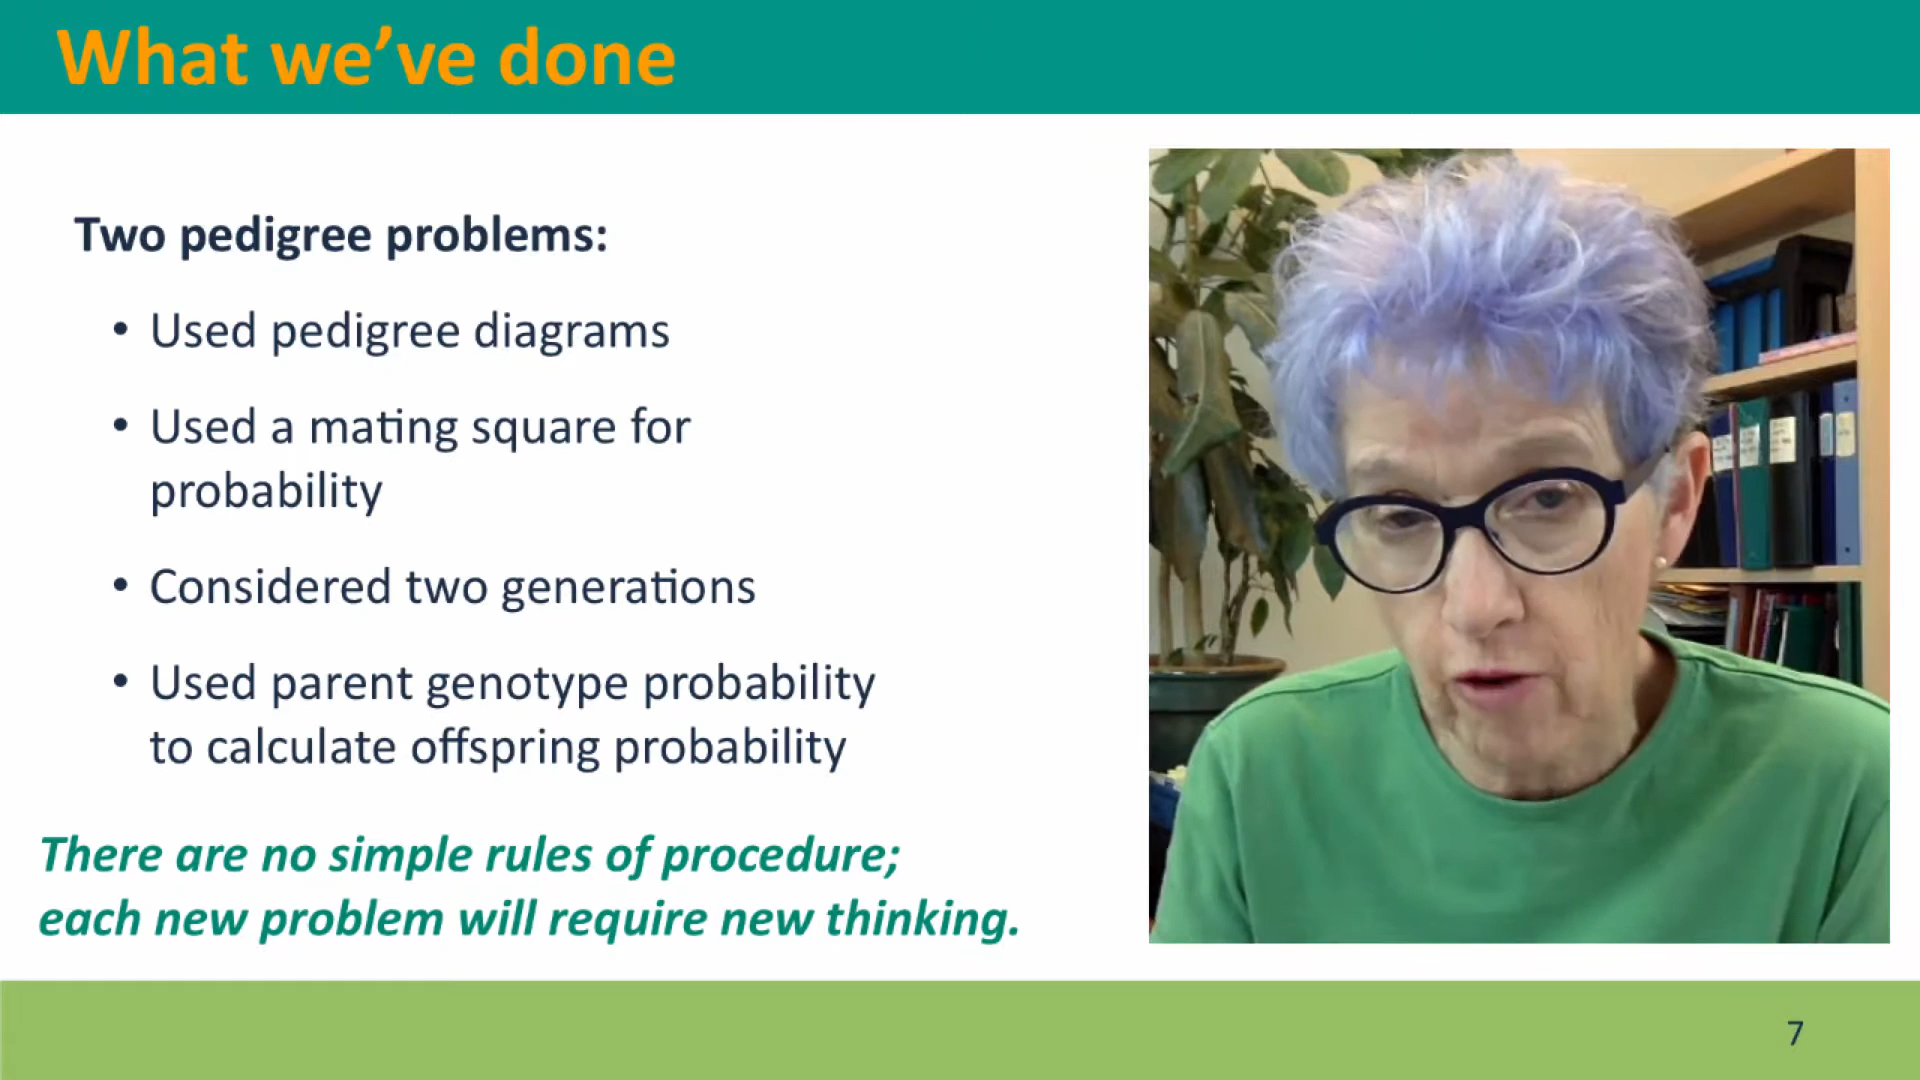 What we've done
Two pedigree problems:
• Used pedigree diagrams
• Used a mating square for
probability
• Considered two generations
• Used parent genotype probability
to calculate offspring probability
There are no simple rules of procedure;
each new problem will require new thinking.
7